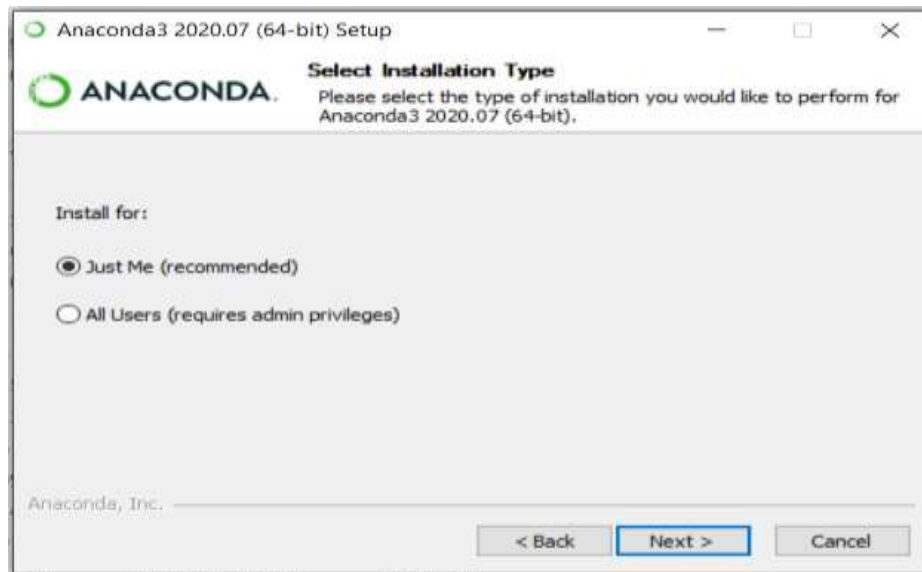 Anaconda3 2020.07 (64-bit) Setup
ANACONDA.
Select Installation Type
Please select the type of installation you would like to perform for
Anaconda3 2020.07 (64-bit).
Install for:
Just Me (recommended)
All Users (requires admin privileges)
Anaconda, Inc.
< Back
Next >
Cancel